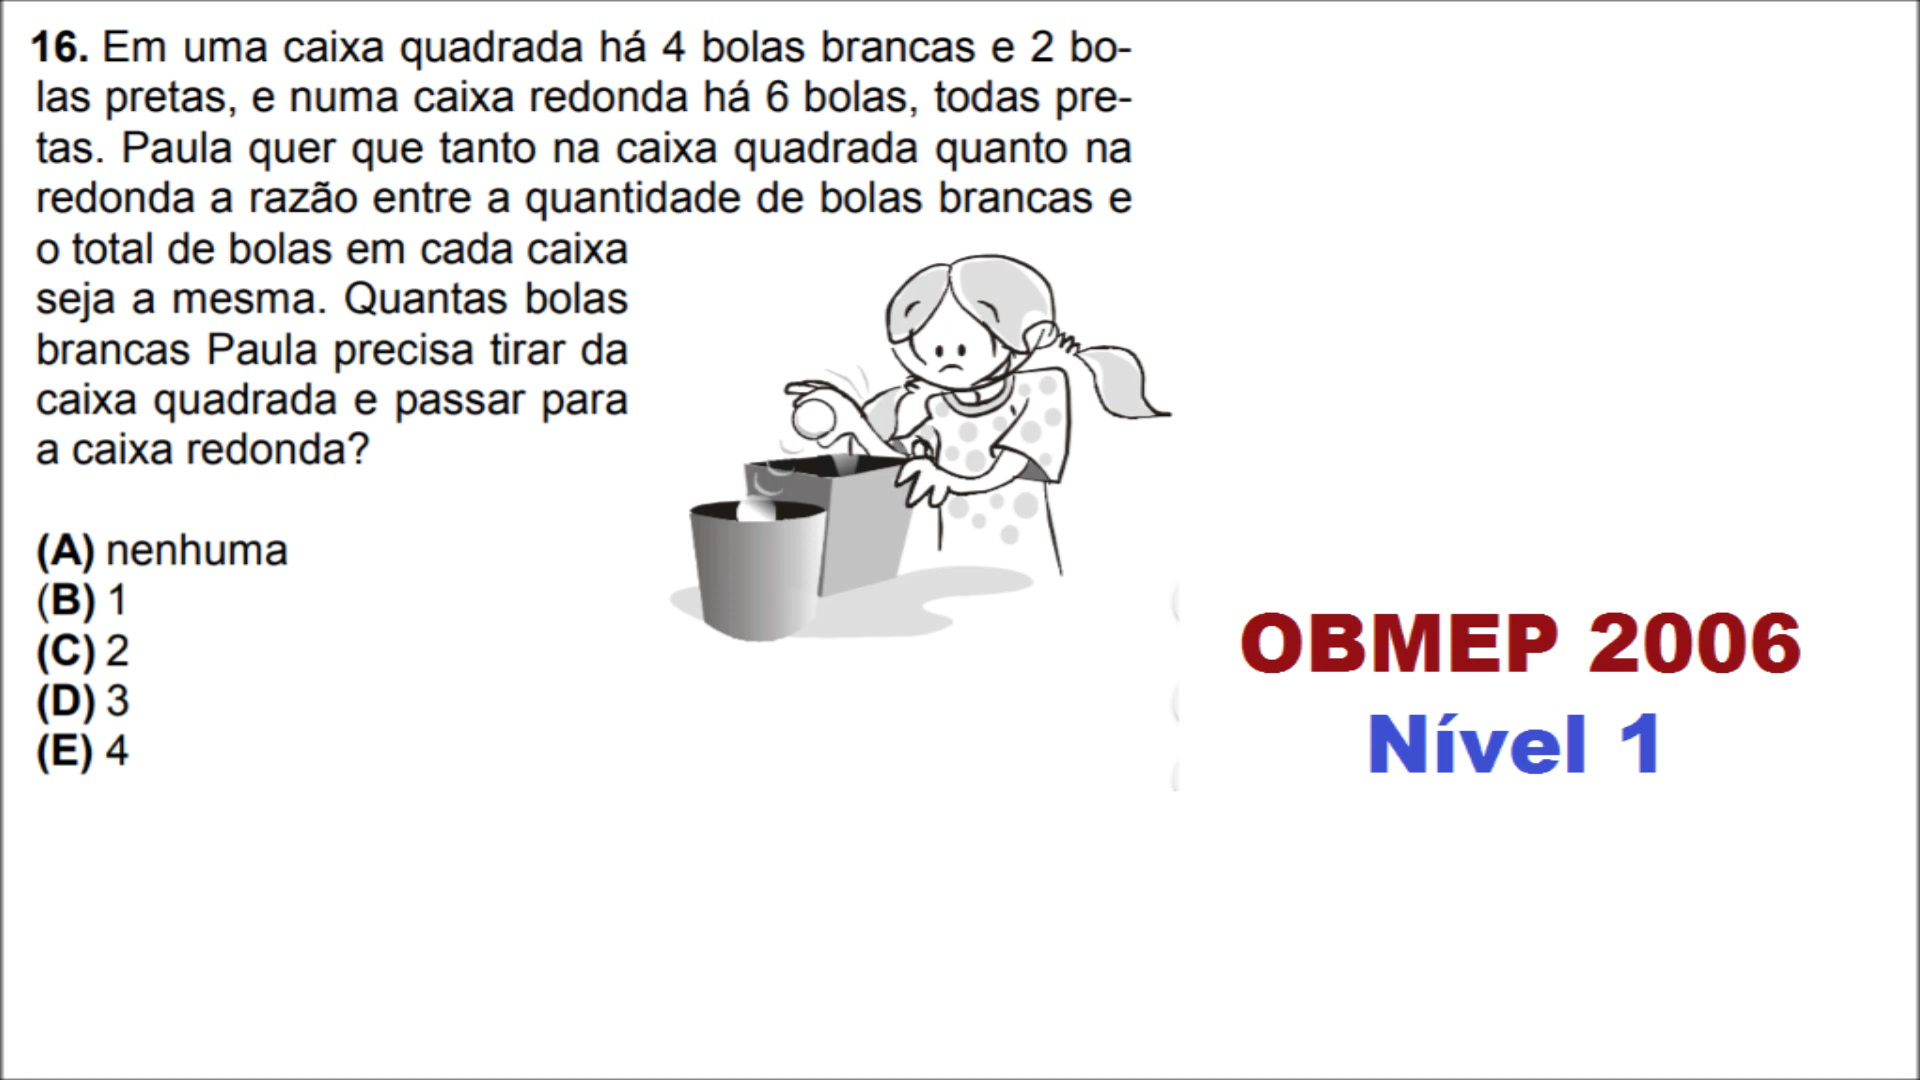 16. Em uma caixa quadrada há 4 bolas brancas e 2 bo-
las pretas, e numa caixa redonda há 6 bolas, todas pre-
tas. Paula quer que tanto na caixa quadrada quanto na
redonda a razão entre a quantidade de bolas brancas e
o total de bolas em cada caixa
seja a mesma. Quantas bolas
brancas Paula precisa tirar da
caixa quadrada e passar para
a caixa redonda?
(A) nenhuma
(B) 1
(C) 2
(D) 3
(E) 4
OBMEP 2006
Nível 1